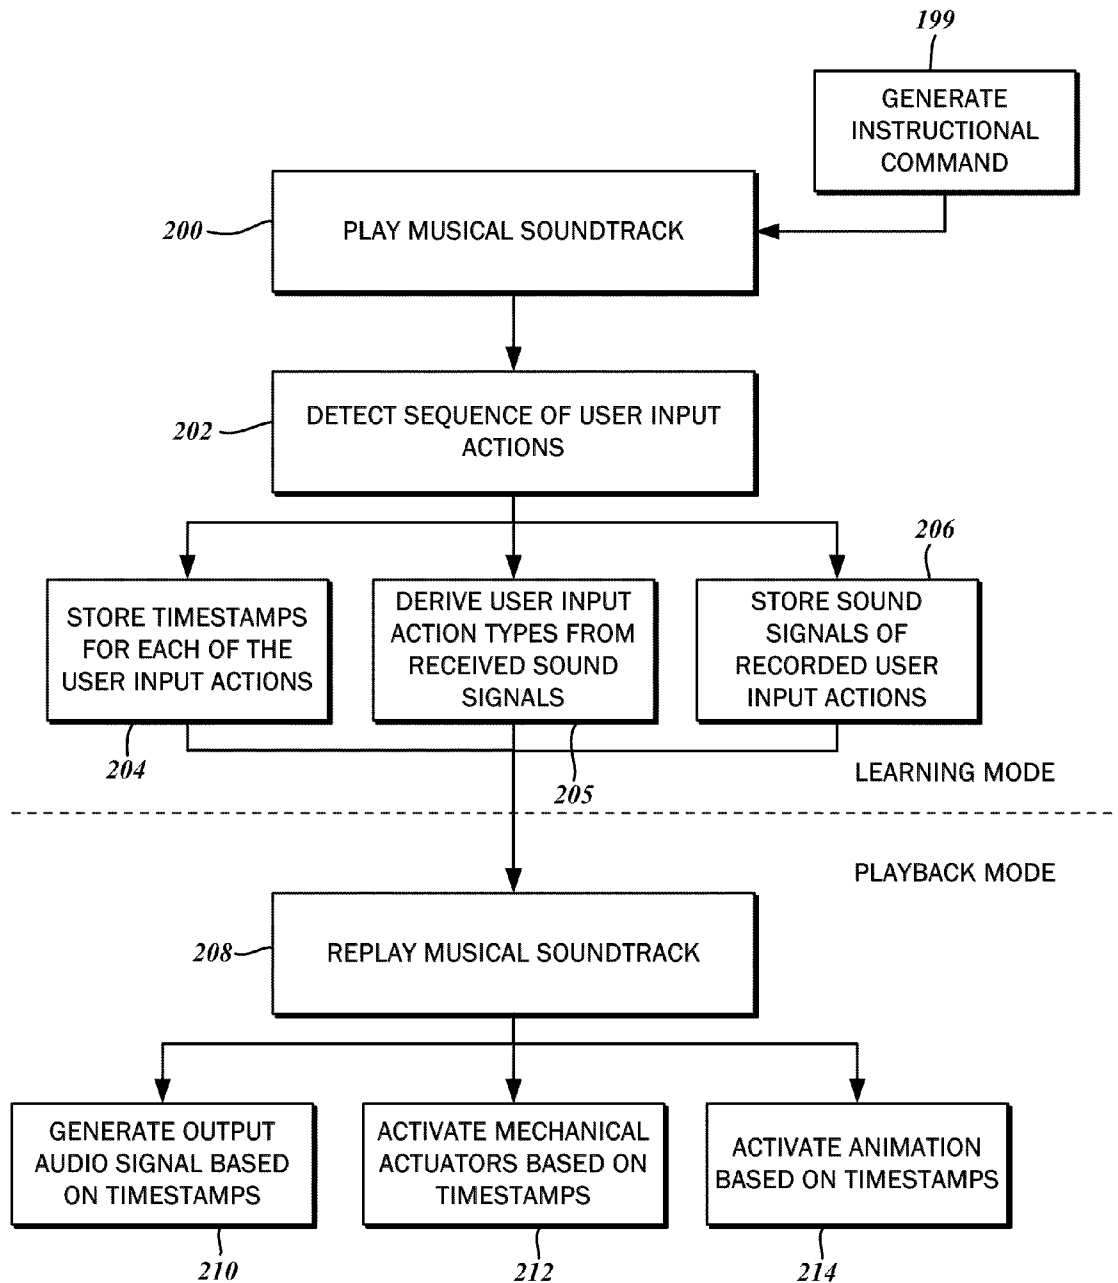 199
GENERATE
INSTRUCTIONAL
COMMAND
200
PLAY MUSICAL SOUNDTRACK
202
DETECT SEQUENCE OF USER INPUT
ACTIONS
206
STORE TIMESTAMPS
FOR EACH OF THE
USER INPUT ACTIONS
204
DERIVE USER INPUT
ACTION TYPES FROM
RECEIVED SOUND
SIGNALS
205
STORE SOUND
SIGNALS OF
RECORDED USER
INPUT ACTIONS
LEARNING MODE
PLAYBACK MODE
208
REPLAY MUSICAL SOUNDTRACK
GENERATE OUTPUT
AUDIO SIGNAL BASED
ON TIMESTAMPS
210
ACTIVATE MECHANICAL
ACTUATORS BASED ON
TIMESTAMPS
212
ACTIVATE ANIMATION
BASED ON TIMESTAMPS
214